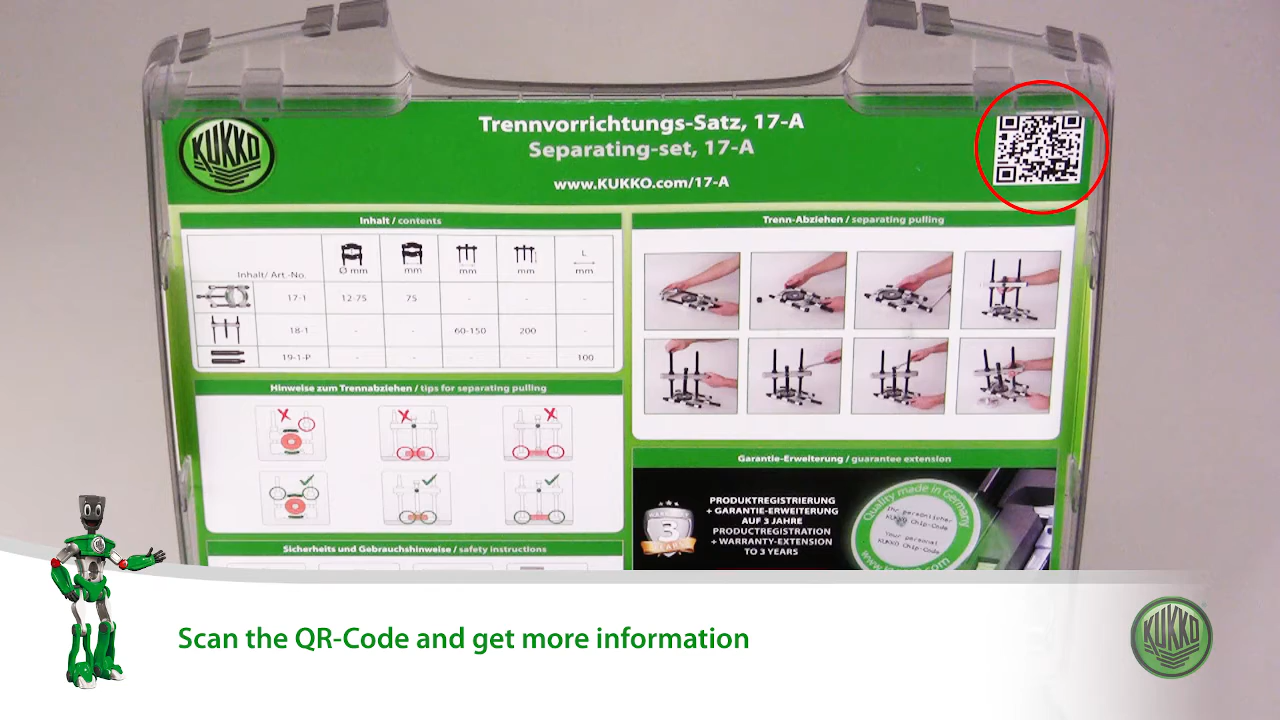 KUKKO
Trennvorrichtungs-Satz, 17-A
Separating-set, 17-A
www.KUKKO.com/17-A
Inhalt / contents
Inhalt/ Art.-No.
Ø mm
mm
mm
mm
L
mm
17-1
12-75
75
-
-
-
18-1
-
-
60-150
200
-
19-1-P
-
-
-
-
100
Hinweise zum Trennabziehen / tips for separating pulling
Sicherheits und Gebrauchshinweise / safety instructions
Trenn-Abziehen / separating pulling
Garantie-Erweiterung / guarantee extension
3
PRODUKTREGISTRIERUNG
+ GARANTIE-ERWEITERUNG
AUF 3 JAHRE
PRODUCTREGISTRATION
+ WARRANTY-EXTENSION
TO 3 YEARS
Quality made in Germany
Ihr persönlicher
KUKKO Chip-Code
Your personal
KUKKO Chip-Code
Scan the QR-Code and get more information
KUKKO